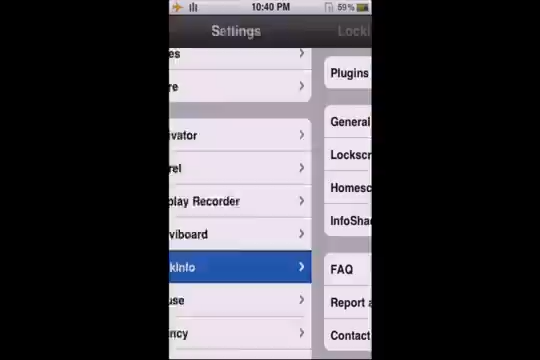 10:40 PM 59%
Settings Locki
es
re
Plugins
ivator
General
rel
Lockscr
play Recorder
Homesc
viboard
InfoShad
kInfo
FAQ
use
Report a
ncy
Contact